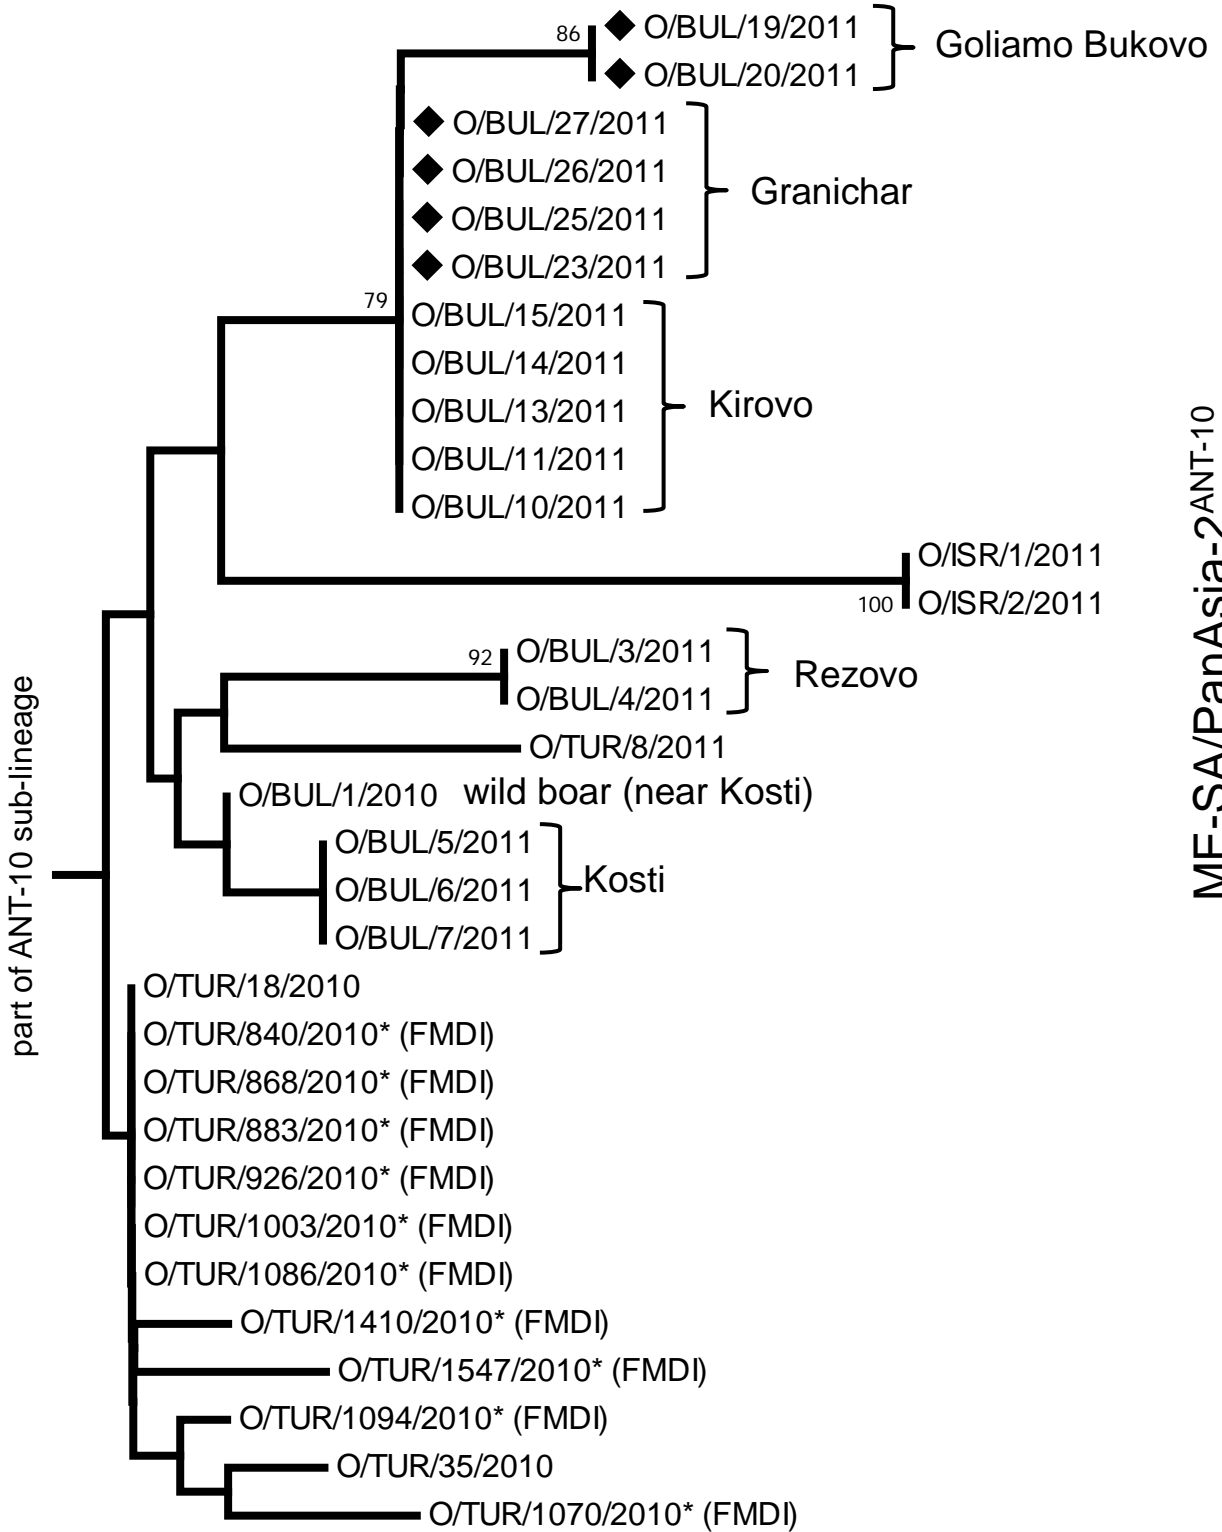 86
O/BUL/19/2011
Goliamo Bukovo
O/BUL/20/2011
O/BUL/27/2011
O/BUL/26/2011
Granichar
O/BUL/25/2011
O/BUL/23/2011
79
O/BUL/15/2011
O/BUL/14/2011
O/BUL/13/2011
Kirovo
O/BUL/11/2011
O/BUL/10/2011
O/ISR/1/2011
100
O/ISR/2/2011
92
O/BUL/3/2011
Rezovo
O/BUL/4/2011
O/TUR/8/2011
O/BUL/1/2010 wild boar (near Kosti)
O/BUL/5/2011
O/BUL/6/2011
Kosti
O/BUL/7/2011
O/TUR/18/2010
O/TUR/840/2010* (FMDI)
O/TUR/868/2010* (FMDI)
O/TUR/883/2010* (FMDI)
O/TUR/926/2010* (FMDI)
O/TUR/1003/2010* (FMDI)
O/TUR/1086/2010* (FMDI)
O/TUR/1410/2010* (FMDI)
O/TUR/1547/2010* (FMDI)
O/TUR/1094/2010* (FMDI)
O/TUR/35/2010
O/TUR/1070/2010* (FMDI)
part of ANT-10 sub-lineage
ME-SA/PanAsia-2ANT-10